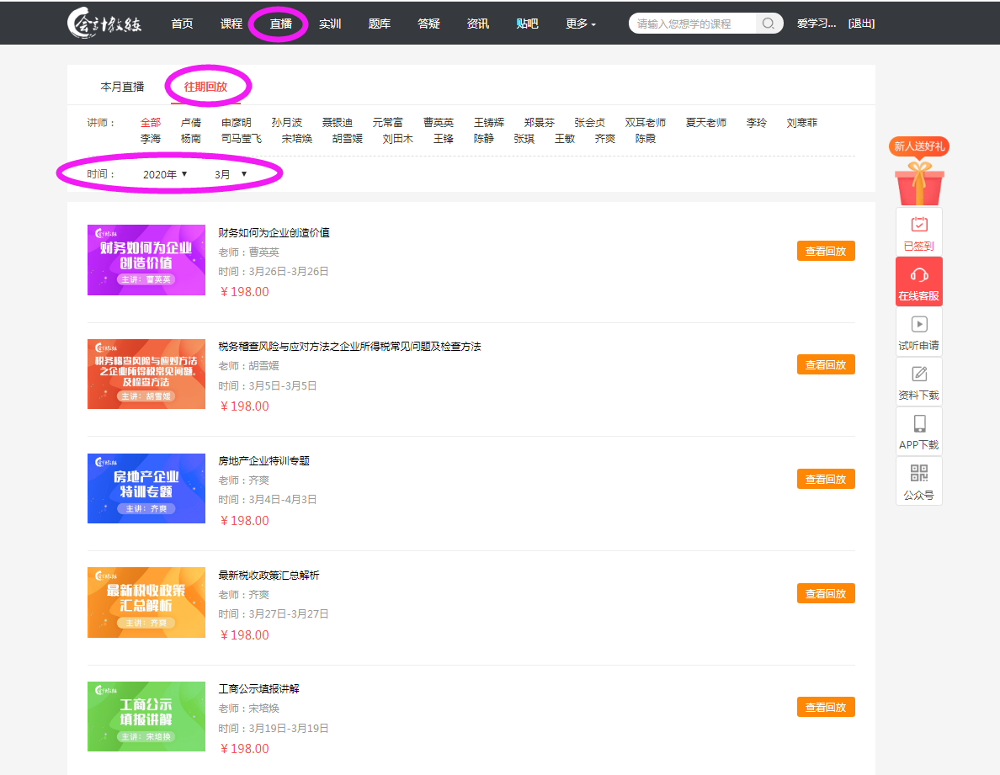 会计教练 首页 课程 直播 实训 题库 答疑 资讯 贴吧 更多 请输入您想学的课程 爱学习... [退出]
本月直播 往期回放
讲师： 全部 卢倩 申彦明 孙月波 聂银迪 元常富 曹英英 王铸辉 郑景芬 张会贞 双耳老师 夏天老师 李玲 刘寒菲
李海 杨南 司马莹飞 宋培焕 胡雪媛 刘田木 王锋 陈静 张琪 王敏 齐爽 陈霞
时间： 2020年 3月
会计教练
财务如何为企业
创造价值
主讲：曹英英
财务如何为企业创造价值
老师：曹英英
时间：3月26日-3月26日
￥198.00
查看回放
会计教练
税务稽查风险与应对方法
之企业所得税常见问题
及检查方法
主讲：胡雪媛
税务稽查风险与应对方法之企业所得税常见问题及检查方法
老师：胡雪媛
时间：3月5日-3月5日
￥198.00
查看回放
会计教练
房地产企业
特训专题
主讲：齐爽
房地产企业特训专题
老师：齐爽
时间：3月4日-4月3日
￥198.00
查看回放
会计教练
最新税收政策
汇总解析
主讲：齐爽
最新税收政策汇总解析
老师：齐爽
时间：3月27日-3月27日
￥198.00
查看回放
会计教练
工商公示
填报讲解
主讲：宋培焕
工商公示填报讲解
老师：宋培焕
时间：3月19日-3月19日
￥198.00
查看回放
新人送好礼
已签到
在线客服
试听申请
资料下载
APP下载
公众号